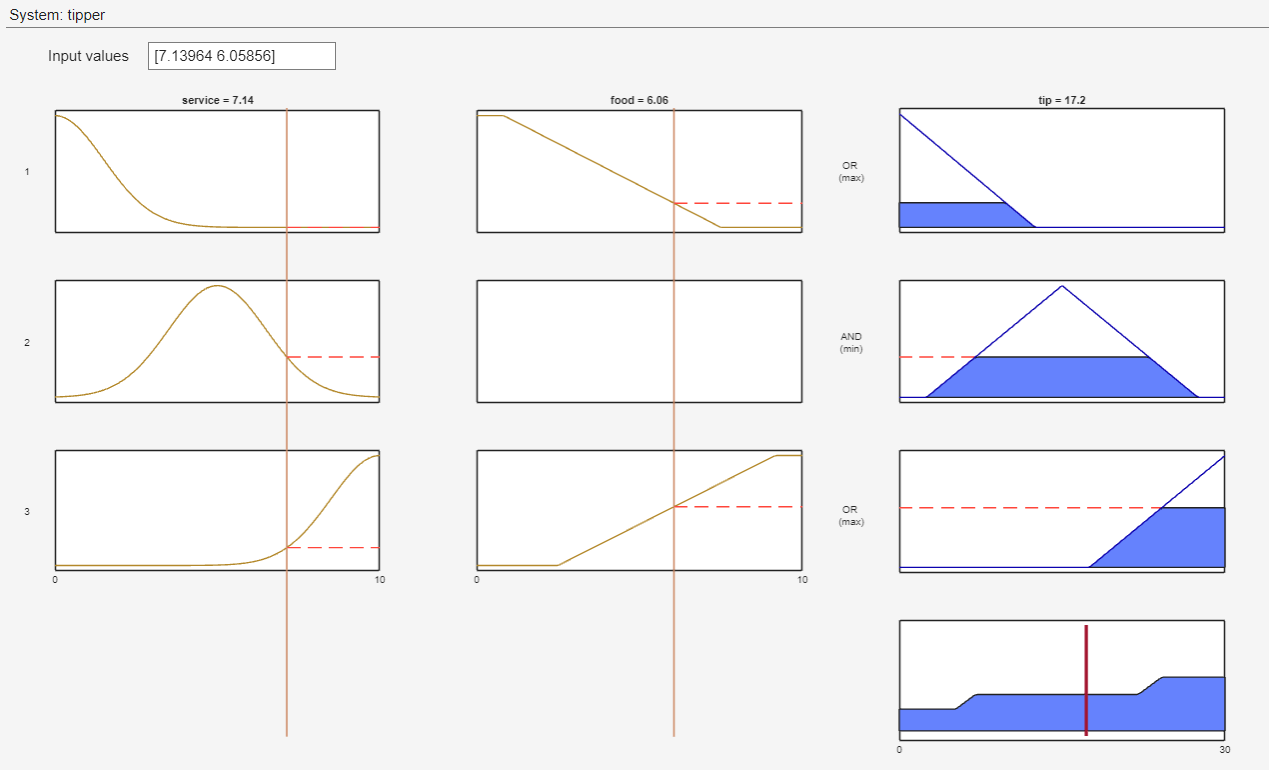 System: tipper
Input values [7.13964 6.05856]
service = 7.14
food = 6.06
tip = 17.2
1
OR
(max)
2
AND
(min)
3
OR
(max)
0 10
0 10
0 30